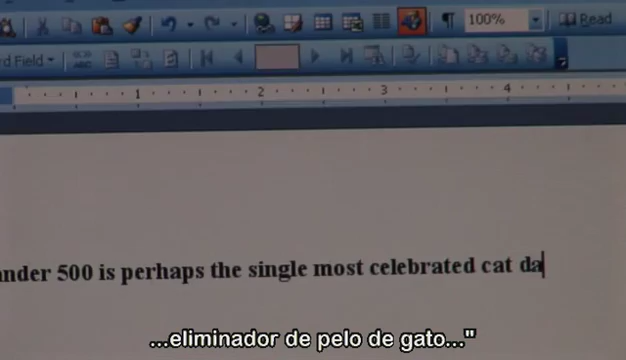 100%
Read
rd Field
1 2 3 4
ander 500 is perhaps the single most celebrated cat da
...eliminador de pelo de gato..."